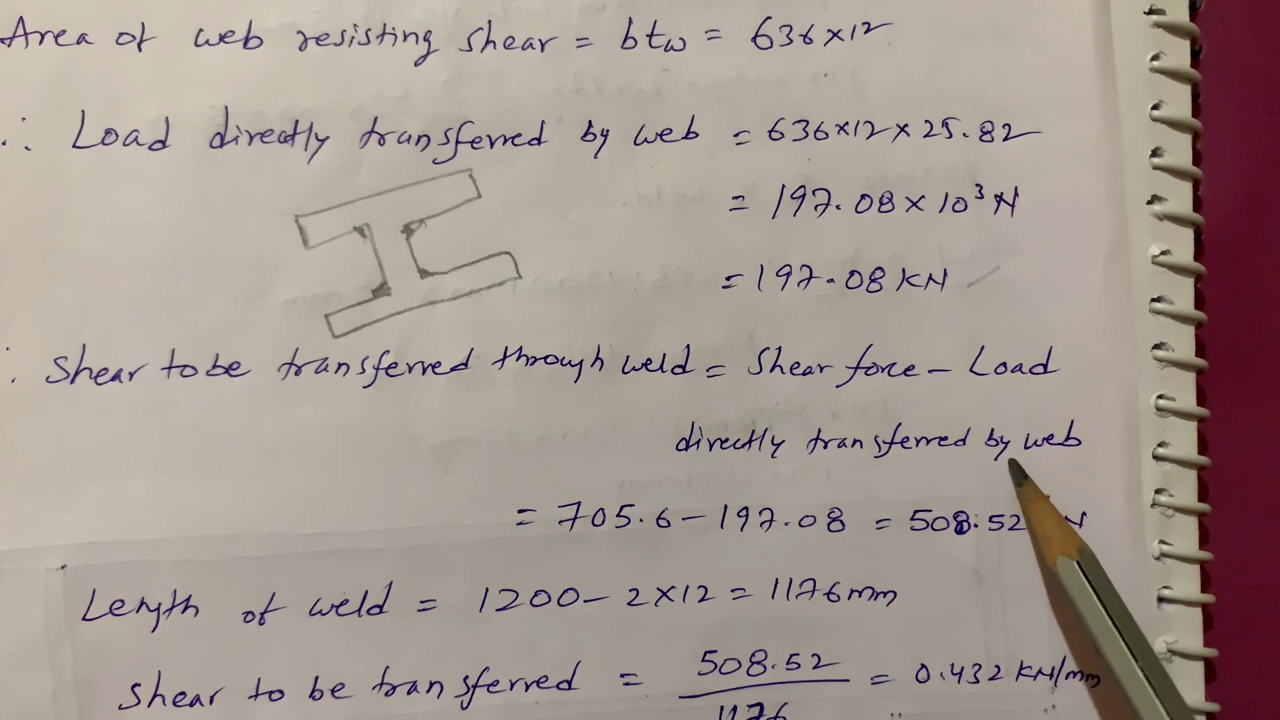 Area of web resisting shear = btw = 636×12
∴ Load directly transferred by web = 636×12×25.82
= 197.08×10³N
= 197.08 KN
∴ Shear to be transferred through weld = Shear force – Load
directly transferred by web
= 705.6 – 197.08 = 508.52
Length of weld = 1200 – 2×12 = 1176mm
Shear to be transferred = 508.52 / 1176 = 0.432 KN/mm